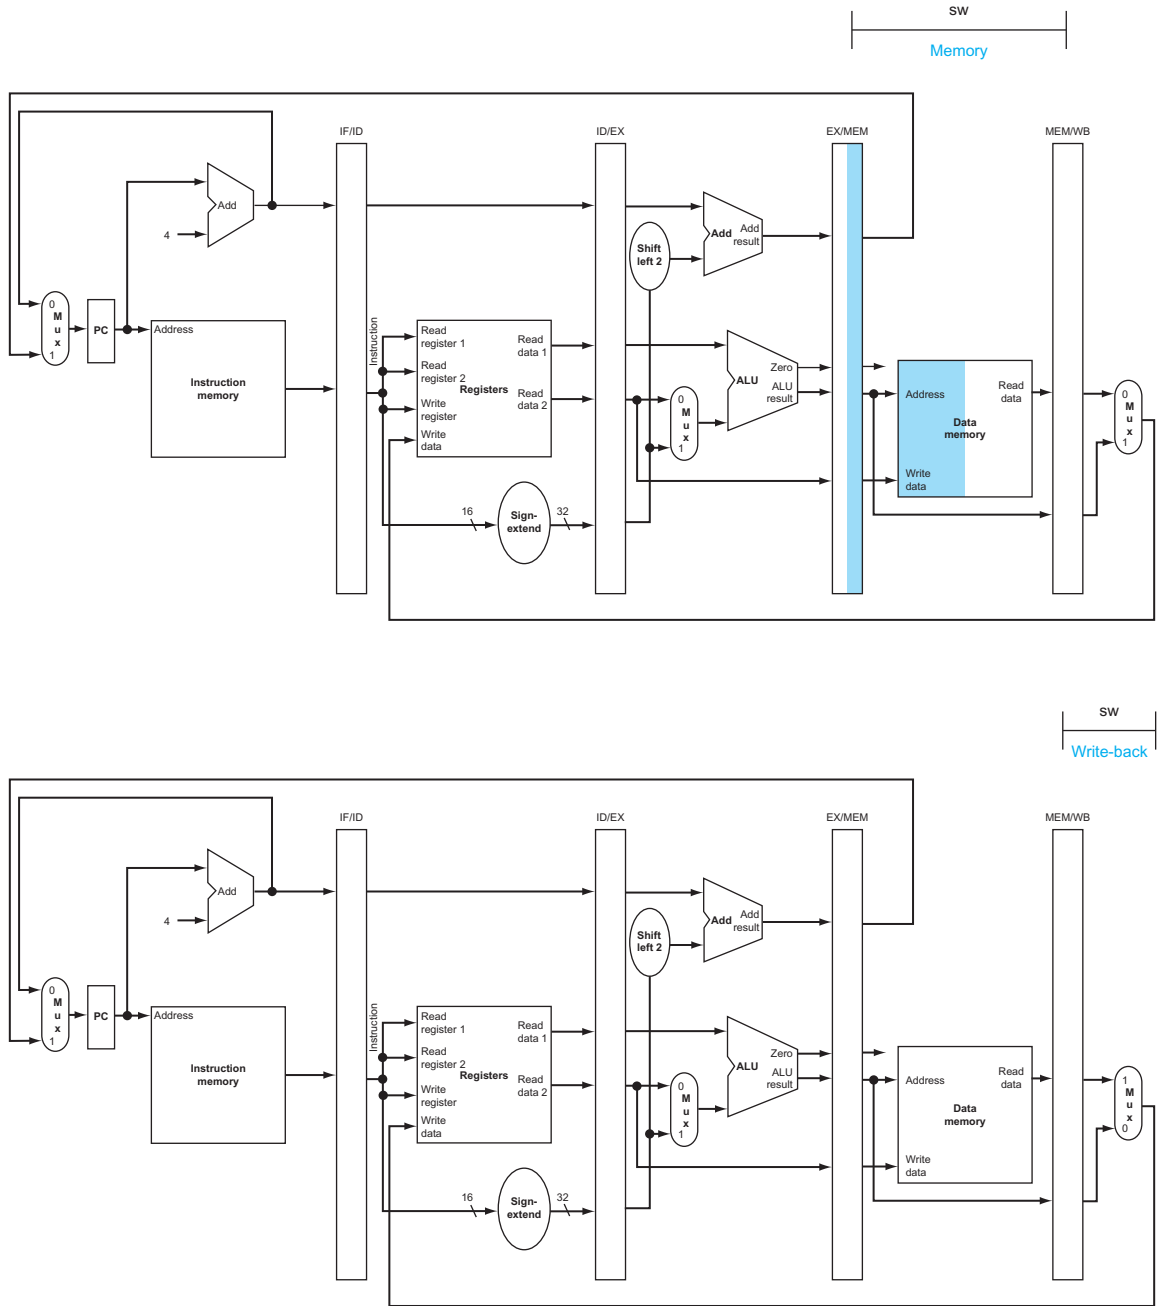 SW
Memory
IF/ID
ID/EX
EX/MEM
MEM/WB
Add
4
Add
Add
result
Shift
left 2
0
M
u
x
1
PC
Address
Instruction
memory
Instruction
Read
register 1
Read
register 2
Write
register
Write
data
Registers
Read
data 1
Read
data 2
16
Sign-
extend
32
0
M
u
x
1
ALU
Zero
ALU
result
Address
Write
data
Data
memory
Read
data
0
M
u
x
1
SW
Write-back
IF/ID
ID/EX
EX/MEM
MEM/WB
Add
4
Add
Add
result
Shift
left 2
0
M
u
x
1
PC
Address
Instruction
memory
Instruction
Read
register 1
Read
register 2
Write
register
Write
data
Registers
Read
data 1
Read
data 2
16
Sign-
extend
32
0
M
u
x
1
ALU
Zero
ALU
result
Address
Write
data
Data
memory
Read
data
1
M
u
x
0